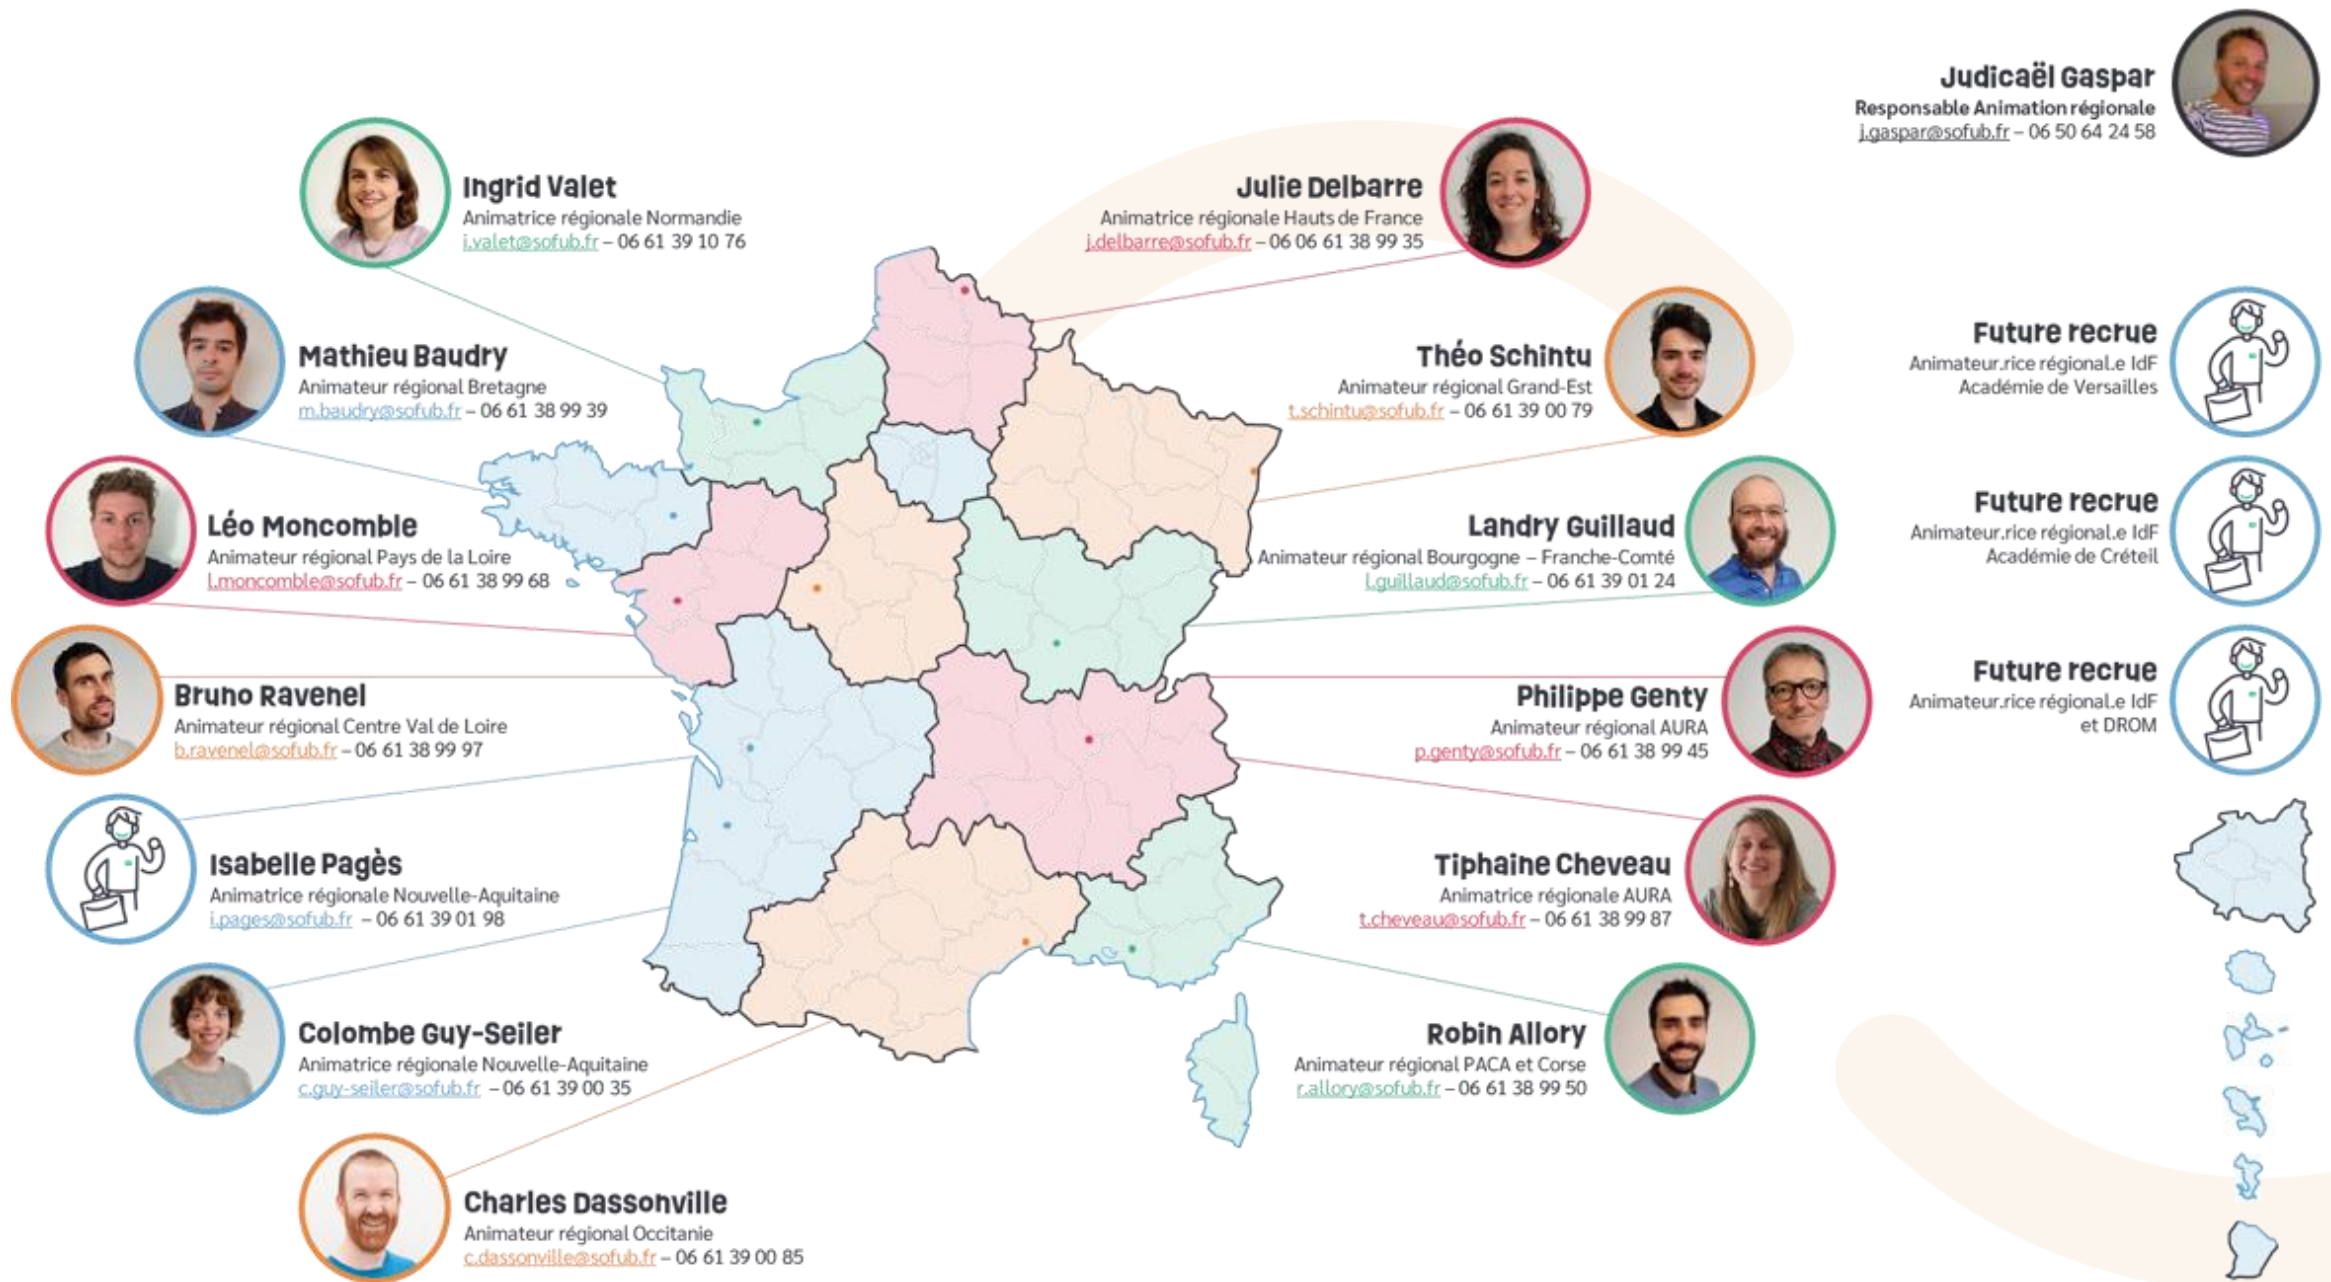 Judicaël Gaspar
Responsable Animation régionale
j.gaspar@sofub.fr – 06 50 64 24 58
Ingrid Valet
Animatrice régionale Normandie
i.valet@sofub.fr – 06 61 39 10 76
Julie Delbarre
Animatrice régionale Hauts de France
j.delbarre@sofub.fr – 06 06 61 38 99 35
Mathieu Baudry
Animateur régional Bretagne
m.baudry@sofub.fr – 06 61 38 99 39
Théo Schintu
Animateur régional Grand-Est
t.schintu@sofub.fr – 06 61 39 00 79
Future recrue
Animateur.rice régional.e IdF
Académie de Versailles
Léo Moncomble
Animateur régional Pays de la Loire
l.moncomble@sofub.fr – 06 61 38 99 68
Landry Guillaud
Animateur régional Bourgogne – Franche-Comté
l.guillaud@sofub.fr – 06 61 39 01 24
Future recrue
Animateur.rice régional.e IdF
Académie de Créteil
Bruno Ravenel
Animateur régional Centre Val de Loire
b.ravenel@sofub.fr – 06 61 38 99 97
Philippe Genty
Animateur régional AURA
p.genty@sofub.fr – 06 61 38 99 45
Future recrue
Animateur.rice régional.e IdF
et DROM
Isabelle Pagès
Animatrice régionale Nouvelle-Aquitaine
i.pages@sofub.fr – 06 61 39 01 98
Tiphaine Cheveau
Animatrice régionale AURA
t.cheveau@sofub.fr – 06 61 38 99 87
Colombe Guy-Seiler
Animatrice régionale Nouvelle-Aquitaine
c.guy-seiler@sofub.fr – 06 61 39 00 35
Robin Allory
Animateur régional PACA et Corse
r.allory@sofub.fr – 06 61 38 99 50
Charles Dassonville
Animateur régional Occitanie
c.dassonville@sofub.fr – 06 61 39 00 85